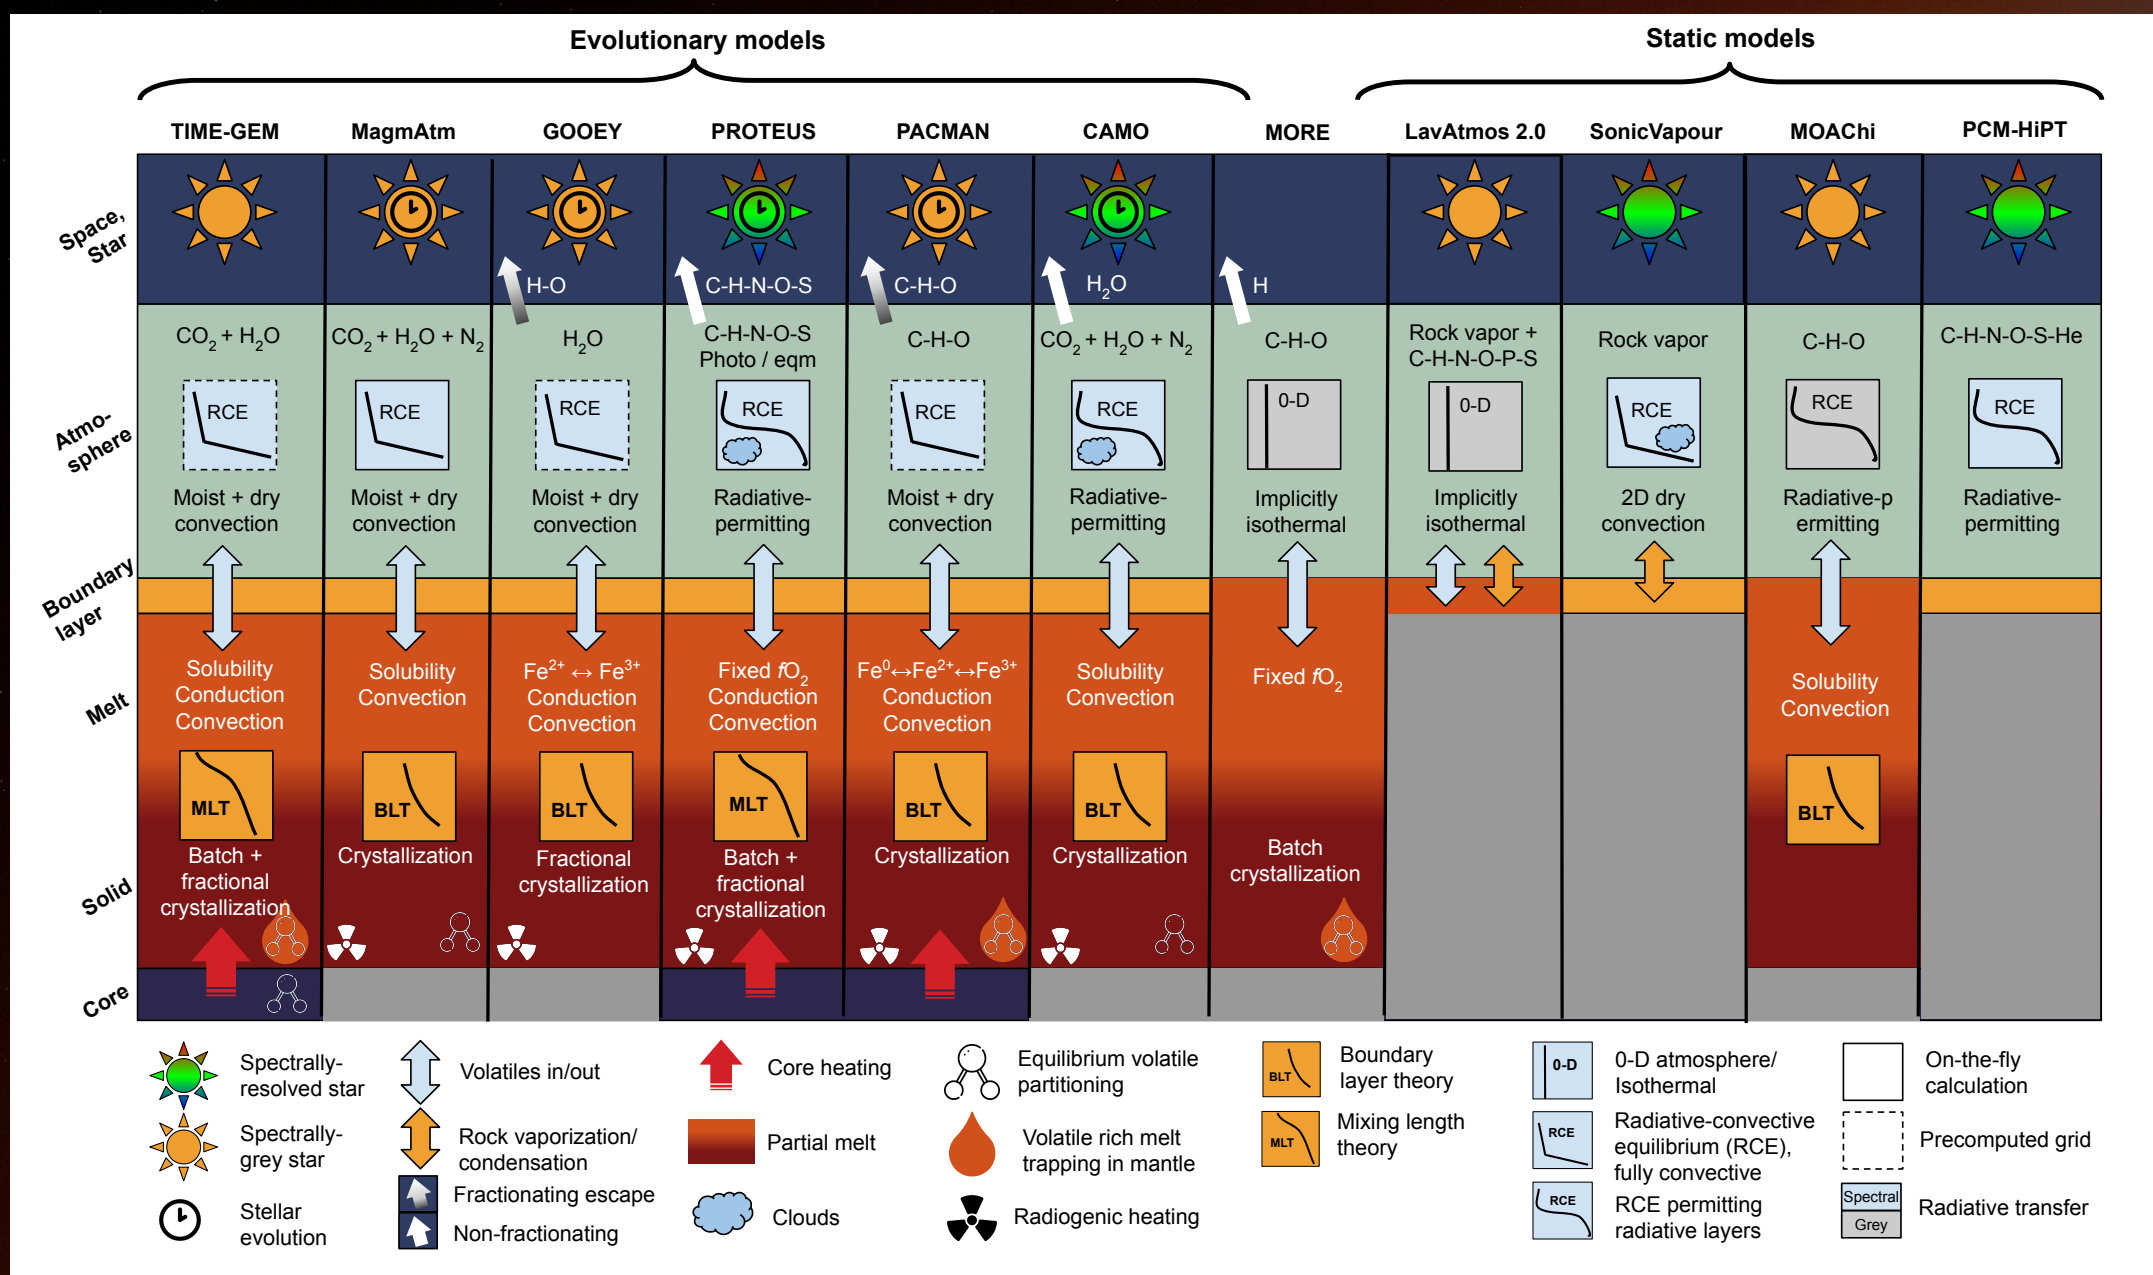 Evolutionary models
Static models
TIME-GEM
MagmAtm
GOOEY
PROTEUS
PACMAN
CAMO
MORE
LavAtmos 2.0
SonicVapour
MOAChi
PCM-HiPT
Space,
Star
H-O
C-H-N-O-S
C-H-O
H₂O
H
Atmo-
sphere
CO₂ + H₂O
RCE
Moist + dry
convection
CO₂ + H₂O + N₂
RCE
Moist + dry
convection
H₂O
RCE
Moist + dry
convection
C-H-N-O-S
Photo / eqm
RCE
Radiative-
permitting
C-H-O
RCE
Moist + dry
convection
CO₂ + H₂O + N₂
RCE
Radiative-
permitting
C-H-O
0-D
Implicitly
isothermal
Rock vapor +
C-H-N-O-P-S
0-D
Implicitly
isothermal
Rock vapor
RCE
2D dry
convection
C-H-O
RCE
Radiative-p
ermitting
C-H-N-O-S-He
RCE
Radiative-
permitting
Boundary
layer
Melt
Solubility
Conduction
Convection
MLT
Solubility
Convection
BLT
Fe²⁺ ↔ Fe³⁺
Conduction
Convection
BLT
Fixed fO₂
Conduction
Convection
MLT
Fe⁰↔Fe²⁺↔Fe³⁺
Conduction
Convection
BLT
Solubility
Convection
BLT
Fixed fO₂
Solubility
Convection
BLT
Solid
Batch +
fractional
crystallization
Crystallization
Fractional
crystallization
Batch +
fractional
crystallization
Crystallization
Crystallization
Batch
crystallization
Core
Spectrally-
resolved star
Spectrally-
grey star
Stellar
evolution
Volatiles in/out
Rock vaporization/
condensation
Fractionating escape
Non-fractionating
Core heating
Partial melt
Clouds
Equilibrium volatile
partitioning
Volatile rich melt
trapping in mantle
Radiogenic heating
BLT
Boundary
layer theory
MLT
Mixing length
theory
0-D
0-D atmosphere/
Isothermal
RCE
Radiative-convective
equilibrium (RCE),
fully convective
RCE
RCE permitting
radiative layers
On-the-fly
calculation
Precomputed grid
Spectral
Grey
Radiative transfer